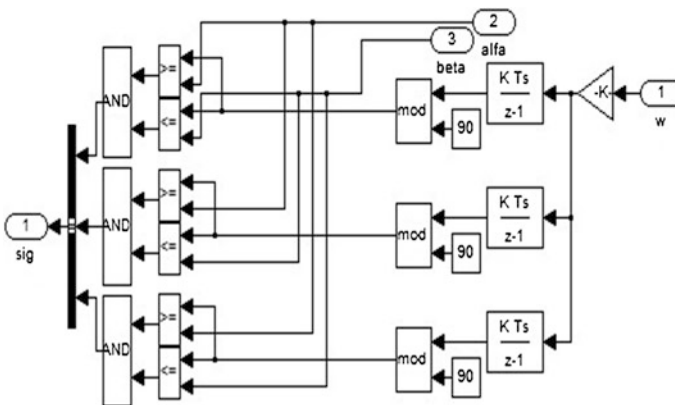 2
alfa
3
beta
AND
>=
<=
mod
90
K Ts
z-1
-K-
1
w
AND
>=
<=
mod
90
K Ts
z-1
1
sig
AND
>=
<=
mod
90
K Ts
z-1